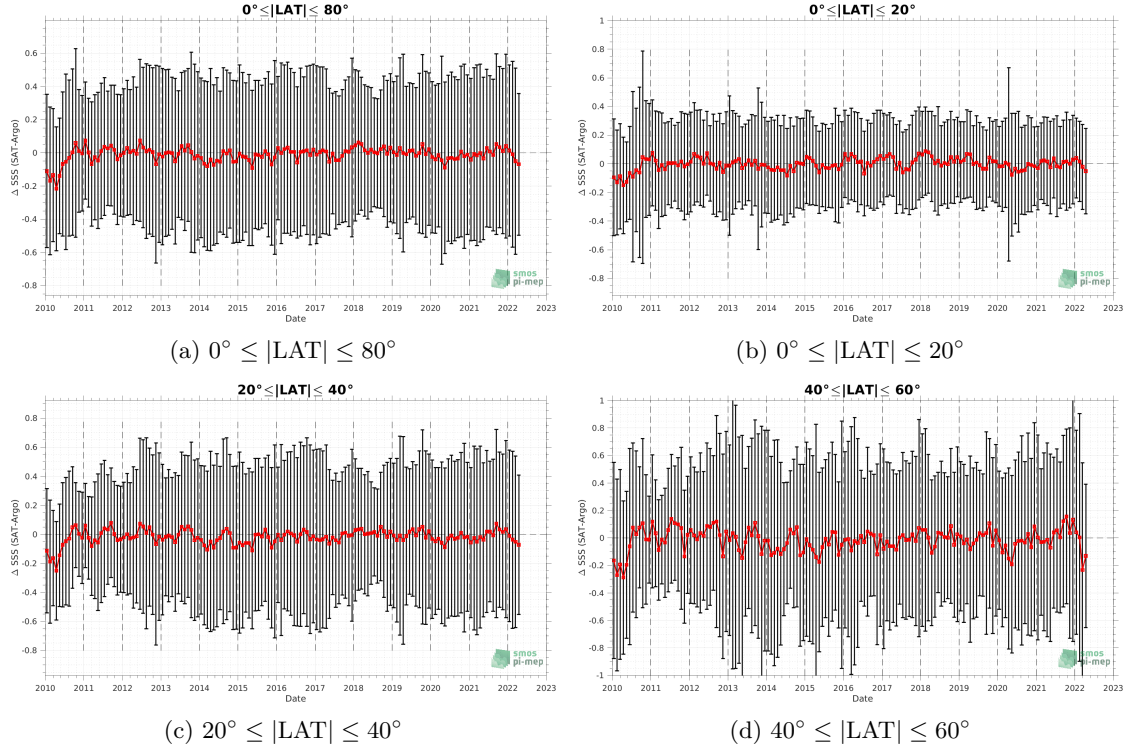 0°≤|LAT|≤ 80°
Δ SSS (SAT-Argo)
0.6
0.4
0.2
0
-0.2
-0.4
-0.6
-0.8
2010 2011 2012 2013 2014 2015 2016 2017 2018 2019 2020 2021 2022 2023
Date
smos
pi-mep
(a) 0° ≤ |LAT| ≤ 80°
0°≤|LAT|≤ 20°
Δ SSS (SAT-Argo)
1
0.8
0.6
0.4
0.2
0
-0.2
-0.4
-0.6
-0.8
2010 2011 2012 2013 2014 2015 2016 2017 2018 2019 2020 2021 2022 2023
Date
smos
pi-mep
(b) 0° ≤ |LAT| ≤ 20°
20°≤|LAT|≤ 40°
Δ SSS (SAT-Argo)
0.8
0.6
0.4
0.2
0
-0.2
-0.4
-0.6
-0.8
2010 2011 2012 2013 2014 2015 2016 2017 2018 2019 2020 2021 2022 2023
Date
smos
pi-mep
(c) 20° ≤ |LAT| ≤ 40°
40°≤|LAT|≤ 60°
Δ SSS (SAT-Argo)
1
0.8
0.6
0.4
0.2
0
-0.2
-0.4
-0.6
-0.8
-1
2010 2011 2012 2013 2014 2015 2016 2017 2018 2019 2020 2021 2022 2023
Date
smos
pi-mep
(d) 40° ≤ |LAT| ≤ 60°